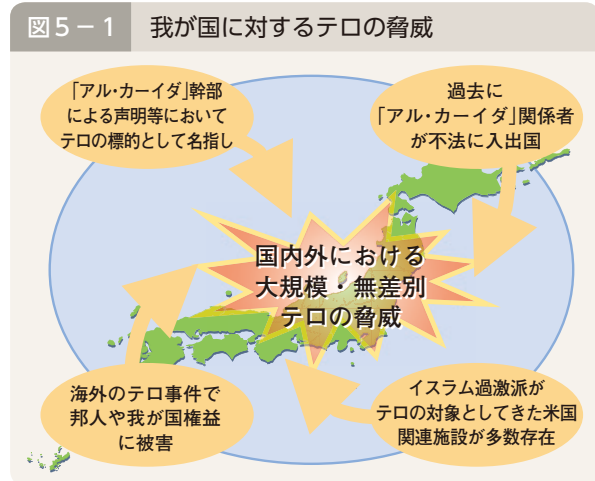 図5－1 我が国に対するテロの脅威
「アル・カーイダ」幹部
による声明等において
テロの標的として名指し
過去に
「アル・カーイダ」関係者
が不法に入出国
国内外における
大規模・無差別
テロの脅威
海外のテロ事件で
邦人や我が国権益
に被害
イスラム過激派が
テロの対象としてきた米国
関連施設が多数存在